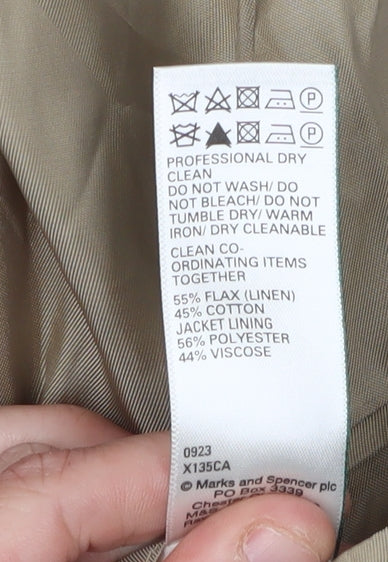 P
P
PROFESSIONAL DRY
CLEAN
DO NOT WASH/ DO
NOT BLEACH/ DO NOT
TUMBLE DRY/ WARM
IRON/ DRY CLEANABLE
CLEAN CO-
ORDINATING ITEMS
TOGETHER
55% FLAX (LINEN)
45% COTTON
JACKET LINING
56% POLYESTER
44% VISCOSE
0923
X135CA
© Marks and Spencer plc
PO Box 3339